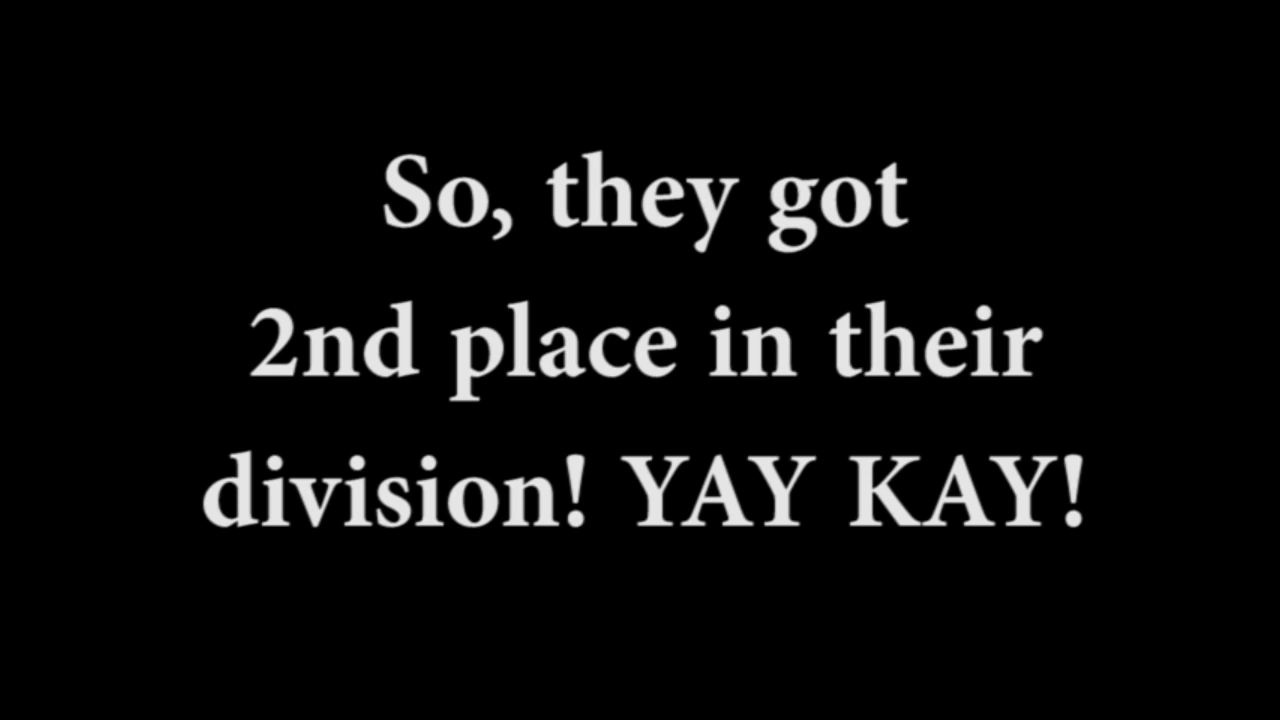 So, they got
2nd place in their
division! YAY KAY!